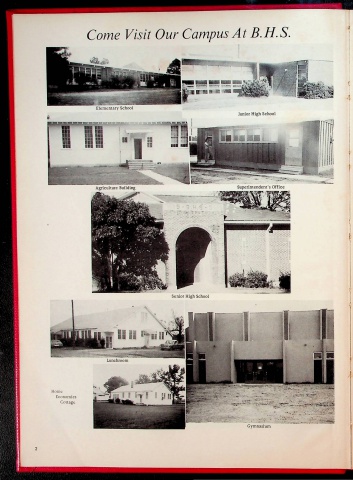 Come Visit Our Campus At B.H.S.
Elementary School
Junior High School
Agriculture Building
Superintendent's Office
Senior High School
Lunchroom
Home
Economics
Cottage
Gymnasium
2